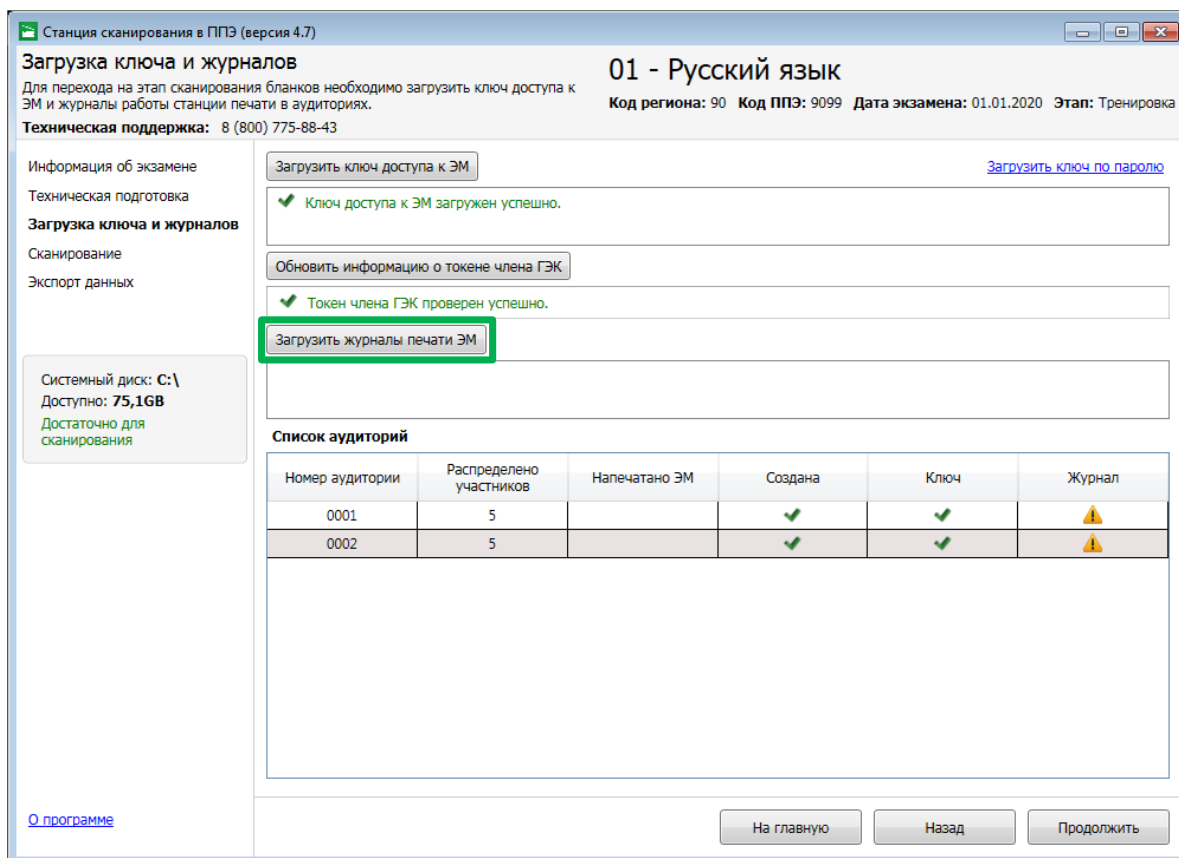 Станция сканирования в ППЭ (версия 4.7)
Загрузка ключа и журналов
Для перехода на этап сканирования бланков необходимо загрузить ключ доступа к
ЭМ и журналы работы станции печати в аудиториях.
Техническая поддержка: 8 (800) 775-88-43
01 - Русский язык
Код региона: 90 Код ППЭ: 9099 Дата экзамена: 01.01.2020 Этап: Тренировка
Информация об экзамене
Техническая подготовка
Загрузка ключа и журналов
Сканирование
Экспорт данных
Системный диск: C:\
Доступно: 75,1GB
Достаточно для
сканирования
О программе
Загрузить ключ доступа к ЭМ
Загрузить ключ по паролю
Ключ доступа к ЭМ загружен успешно.
Обновить информацию о токене члена ГЭК
Токен члена ГЭК проверен успешно.
Загрузить журналы печати ЭМ
Список аудиторий
Номер аудитории Распределено участников Напечатано ЭМ Создана Ключ Журнал
0001 5
0002 5
На главную Назад Продолжить